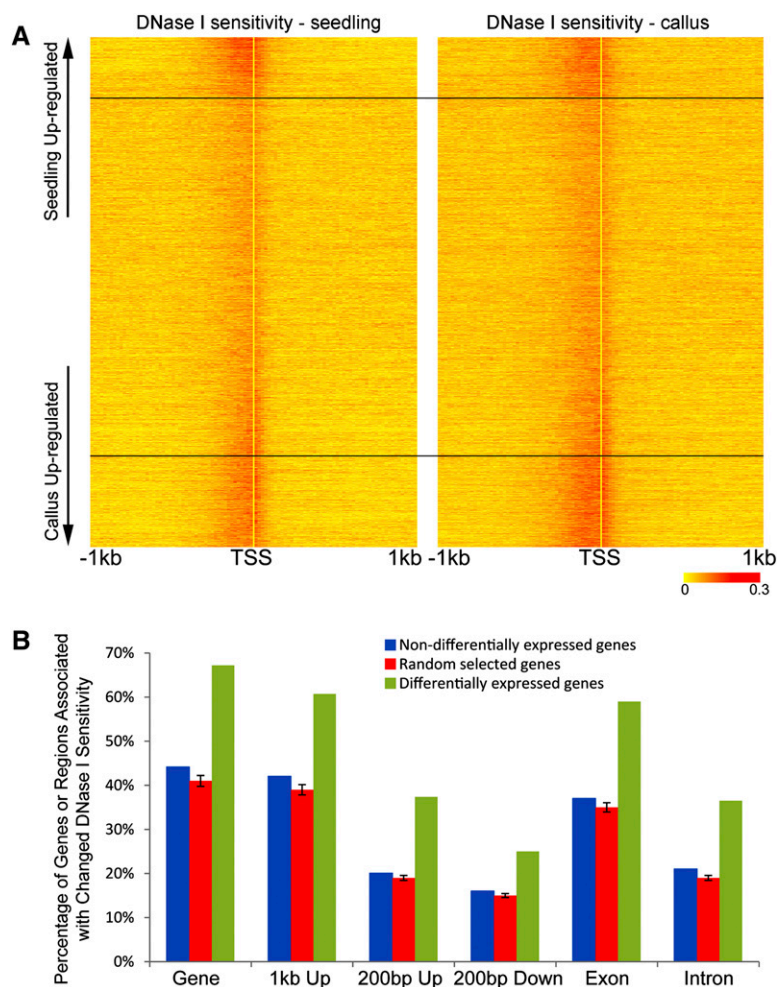 A
DNase I sensitivity - seedling
DNase I sensitivity - callus
Seedling Up-regulated
Callus Up-regulated
-1kb TSS 1kb
-1kb TSS 1kb
0 0.3
B
Percentage of Genes or Regions Associated
with Changed DNase I Sensitivity
70%
60%
50%
40%
30%
20%
10%
0%
Non-differentially expressed genes
Random selected genes
Differentially expressed genes
Gene 1kb Up 200bp Up 200bp Down Exon Intron